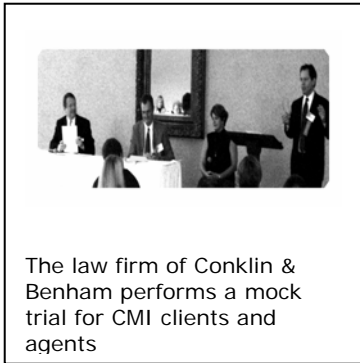 The law firm of Conklin &
Benham performs a mock
trial for CMI clients and
agents